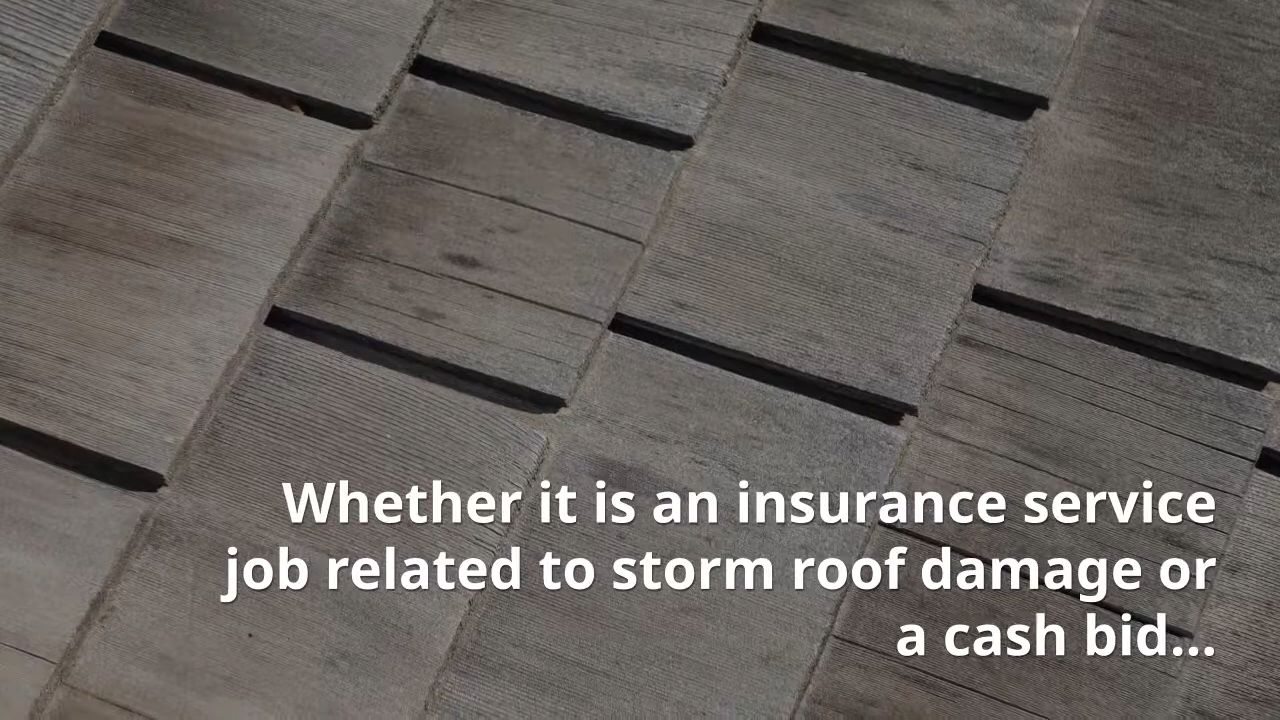 Whether it is an insurance service
job related to storm roof damage or
a cash bid...